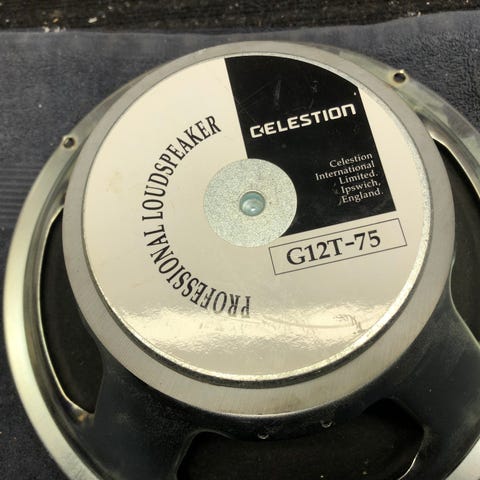 CELESTION
PROFESSIONAL LOUDSPEAKER
Celestion
International
Limited.
Ipswich,
England.
G12T-75